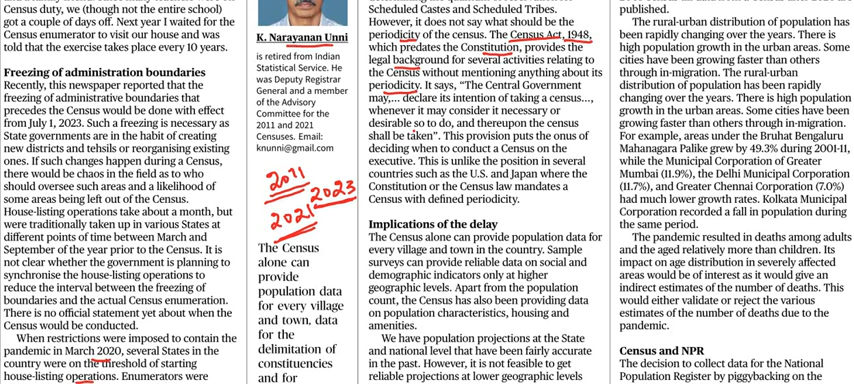 Census duty, we (though not the entire school)
got a couple of days off. Next year I waited for the
Census enumerator to visit our house and was
told that the exercise takes place every 10 years.
Freezing of administration boundaries
Recently, this newspaper reported that the
freezing of administrative boundaries that
precedes the Census would be done with effect
from July 1, 2023. Such a freezing is necessary as
State governments are in the habit of creating
new districts and tehsils or reorganising existing
ones. If such changes happen during a Census,
there would be chaos in the field as to who
should oversee such areas and a likelihood of
some areas being left out of the Census.
House-listing operations take about a month, but
were traditionally taken up in various States at
different points of time between March and
September of the year prior to the Census. It is
not clear whether the government is planning to
synchronise the house-listing operations to
reduce the interval between the freezing of
boundaries and the actual Census enumeration.
There is no official statement yet about when the
Census would be conducted.
When restrictions were imposed to contain the
pandemic in March 2020, several States in the
country were on the threshold of starting
house-listing operations. Enumerators were
K. Narayanan Unni
is retired from Indian
Statistical Service. He
was Deputy Registrar
General and a member
of the Advisory
Committee for the
2011 and 2021
Censuses. Email:
knunni@gmail.com
2011
2023
2021
The Census
alone can
provide
population data
for every village
and town, data
for the
delimitation of
constituencies
and for
Scheduled Castes and Scheduled Tribes.
However, it does not say what should be the
periodicity of the census. The Census Act, 1948,
which predates the Constitution, provides the
legal background for several activities relating to
the Census without mentioning anything about its
periodicity. It says, “The Central Government
may,... declare its intention of taking a census...,
whenever it may consider it necessary or
desirable so to do, and thereupon the census
shall be taken”. This provision puts the onus of
deciding when to conduct a Census on the
executive. This is unlike the position in several
countries such as the U.S. and Japan where the
Constitution or the Census law mandates a
Census with defined periodicity.
Implications of the delay
The Census alone can provide population data for
every village and town in the country. Sample
surveys can provide reliable data on social and
demographic indicators only at higher
geographic levels. Apart from the population
count, the Census has also been providing data
on population characteristics, housing and
amenities.
We have population projections at the State
and national level that have been fairly accurate
in the past. However, it is not feasible to get
reliable projections at lower geographic levels
published.
The rural-urban distribution of population has
been rapidly changing over the years. There is
high population growth in the urban areas. Some
cities have been growing faster than others
through in-migration. The rural-urban
distribution of population has been rapidly
changing over the years. There is high population
growth in the urban areas. Some cities have been
growing faster than others through in-migration.
For example, areas under the Bruhat Bengaluru
Mahanagara Palike grew by 49.3% during 2001-11,
while the Municipal Corporation of Greater
Mumbai (11.9%), the Delhi Municipal Corporation
(11.7%), and Greater Chennai Corporation (7.0%)
had much lower growth rates. Kolkata Municipal
Corporation recorded a fall in population during
the same period.
The pandemic resulted in deaths among adults
and the aged relatively more than children. Its
impact on age distribution in severely affected
areas would be of interest as it would give an
indirect estimates of the number of deaths. This
would either validate or reject the various
estimates of the number of deaths due to the
pandemic.
Census and NPR
The decision to collect data for the National
Population Register by piggybacking on the